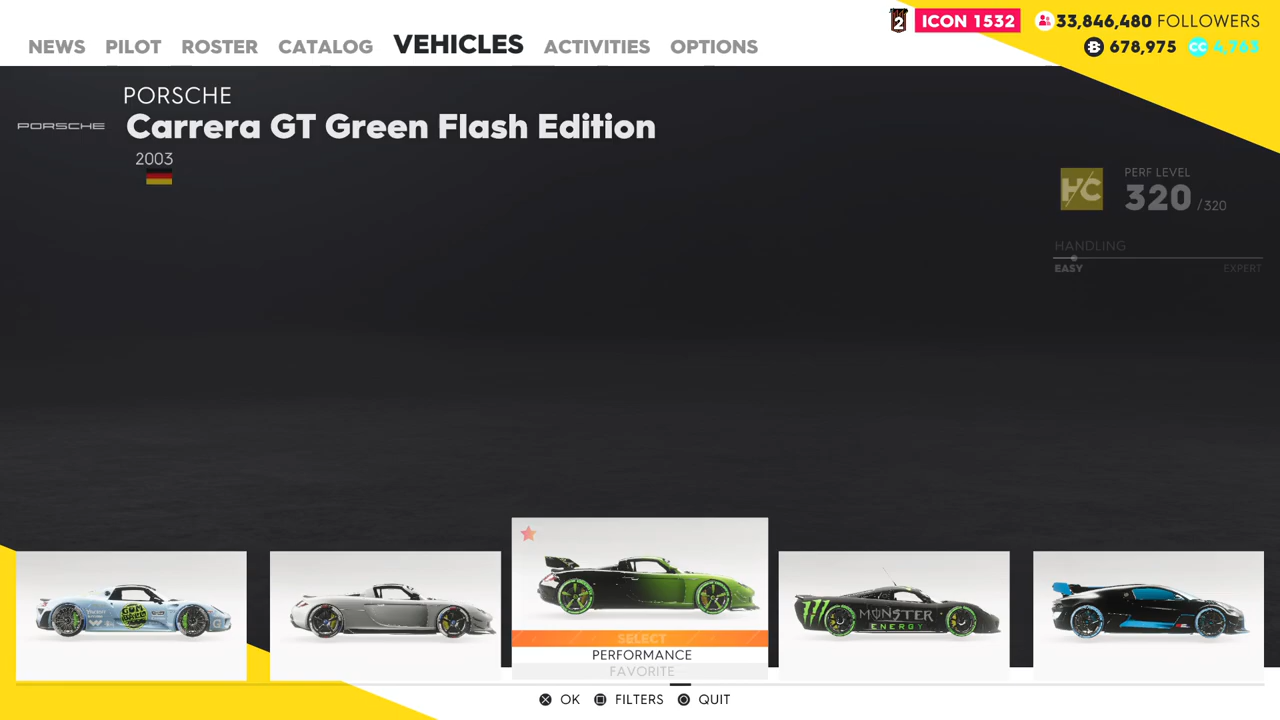 2 ICON 1532 33,846,480 FOLLOWERS
NEWS PILOT ROSTER CATALOG VEHICLES ACTIVITIES OPTIONS
B 678,975 CC 4,763
PORSCHE
PORSCHE Carrera GT Green Flash Edition
2003
H/C PERF LEVEL
320 /320
HANDLING
EASY EXPERT
MONSTER
ENERGY
SELECT
PERFORMANCE
FAVORITE
OK FILTERS QUIT